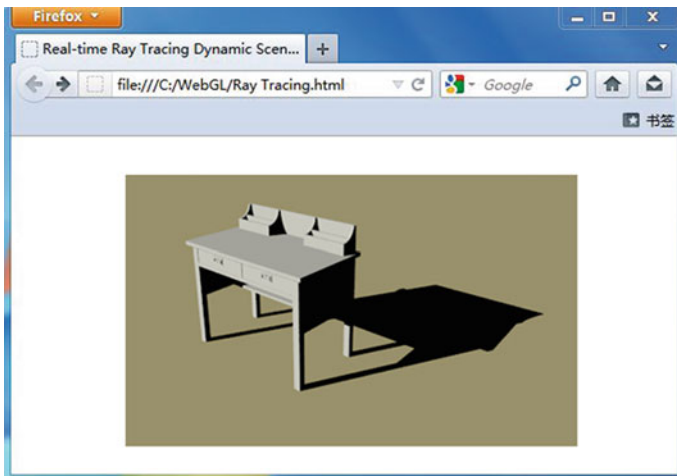 Firefox
Real-time Ray Tracing Dynamic Scen...
file:///C:/WebGL/Ray Tracing.html
Google
书签